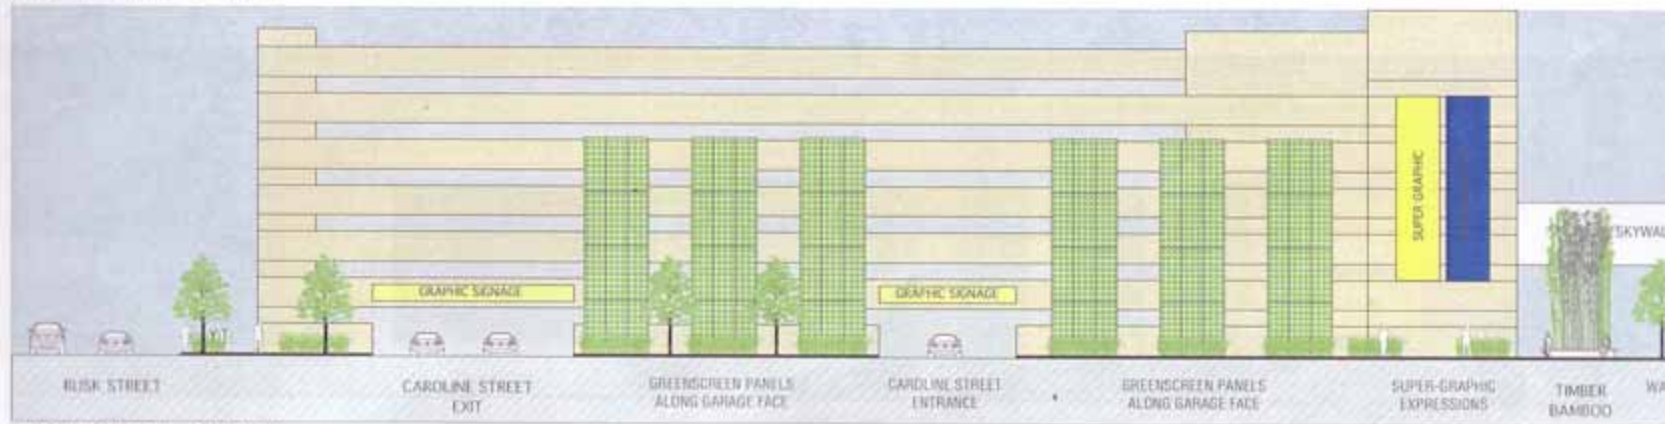 GRAPHIC SIGNAGE
GRAPHIC SIGNAGE
SUPER-GRAPHIC
SKYWAL
RUSK STREET
CAROLINE STREET
EXIT
GREENSCREEN PANELS
ALONG GARAGE FACE
CAROLINE STREET
ENTRANCE
GREENSCREEN PANELS
ALONG GARAGE FACE
SUPER-GRAPHIC
EXPRESSIONS
TIMBER
BAMBOO
WA